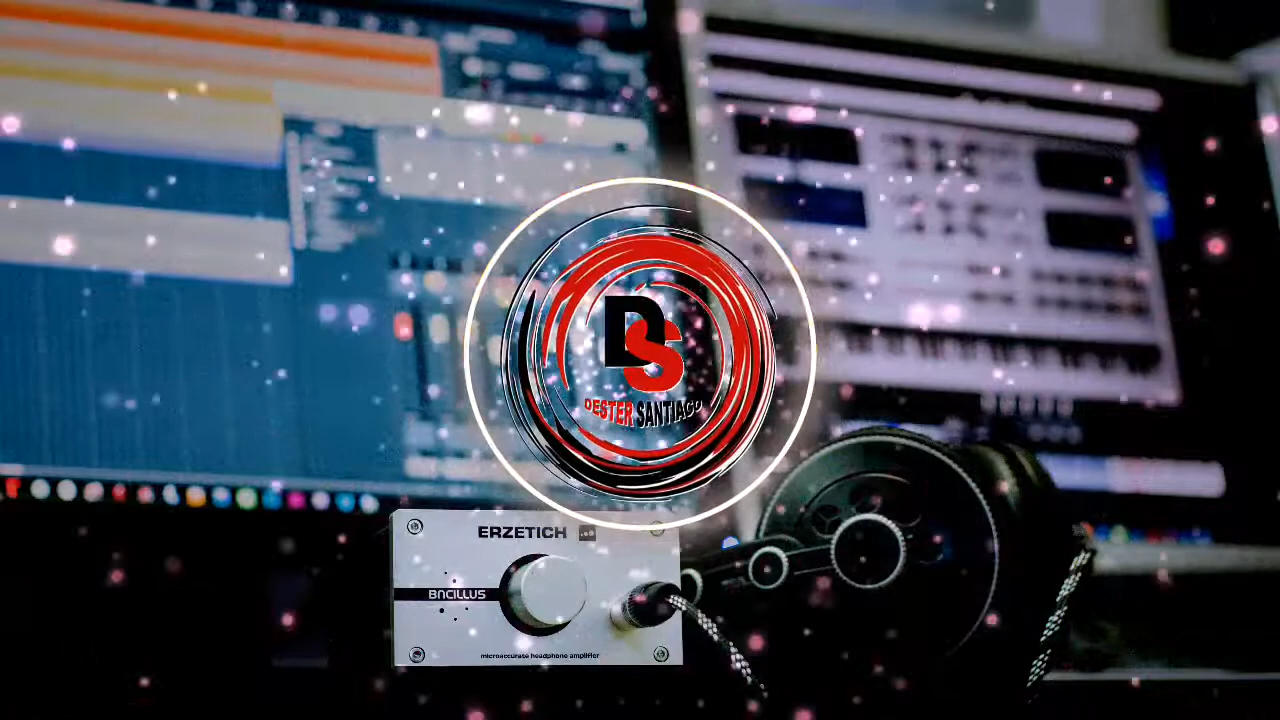 DS
DESTER SANTIAGO
ERZETICH
BACILLUS
microaccurate headphone amplifier